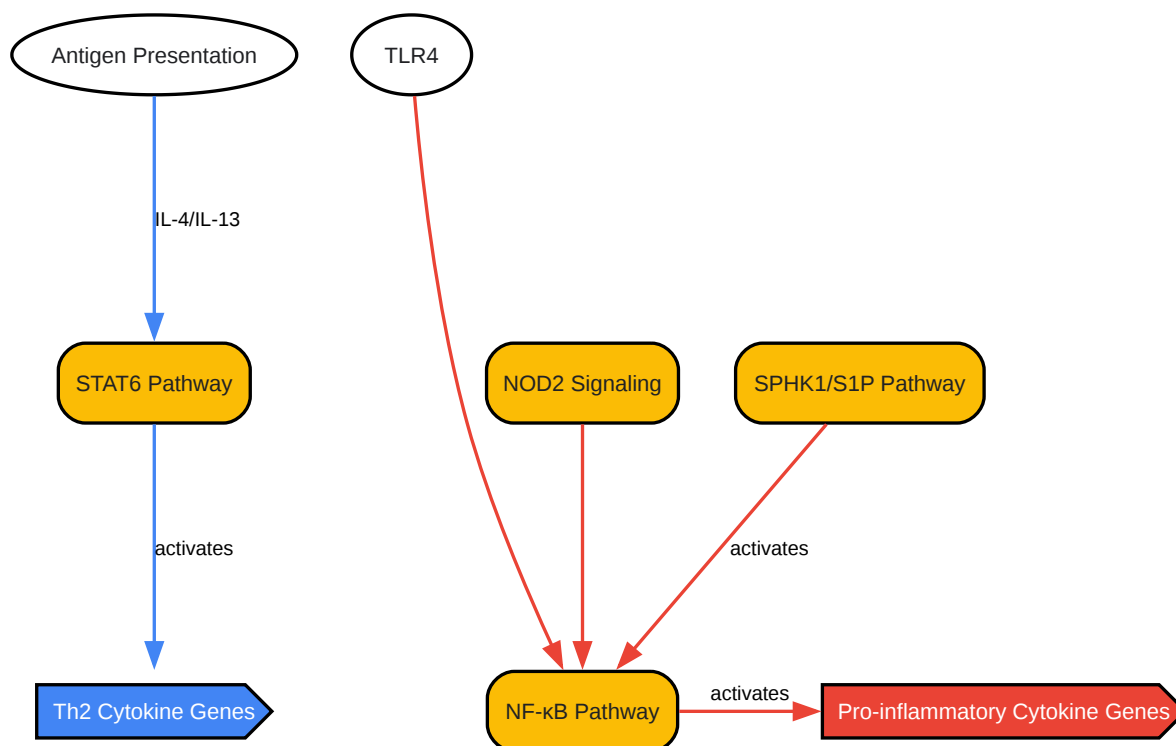 Antigen Presentation
TLR4
IL-4/IL-13
STAT6 Pathway
NOD2 Signaling
SPHK1/S1P Pathway
activates
activates
Th2 Cytokine Genes
NF-κB Pathway
activates
Pro-inflammatory Cytokine Genes